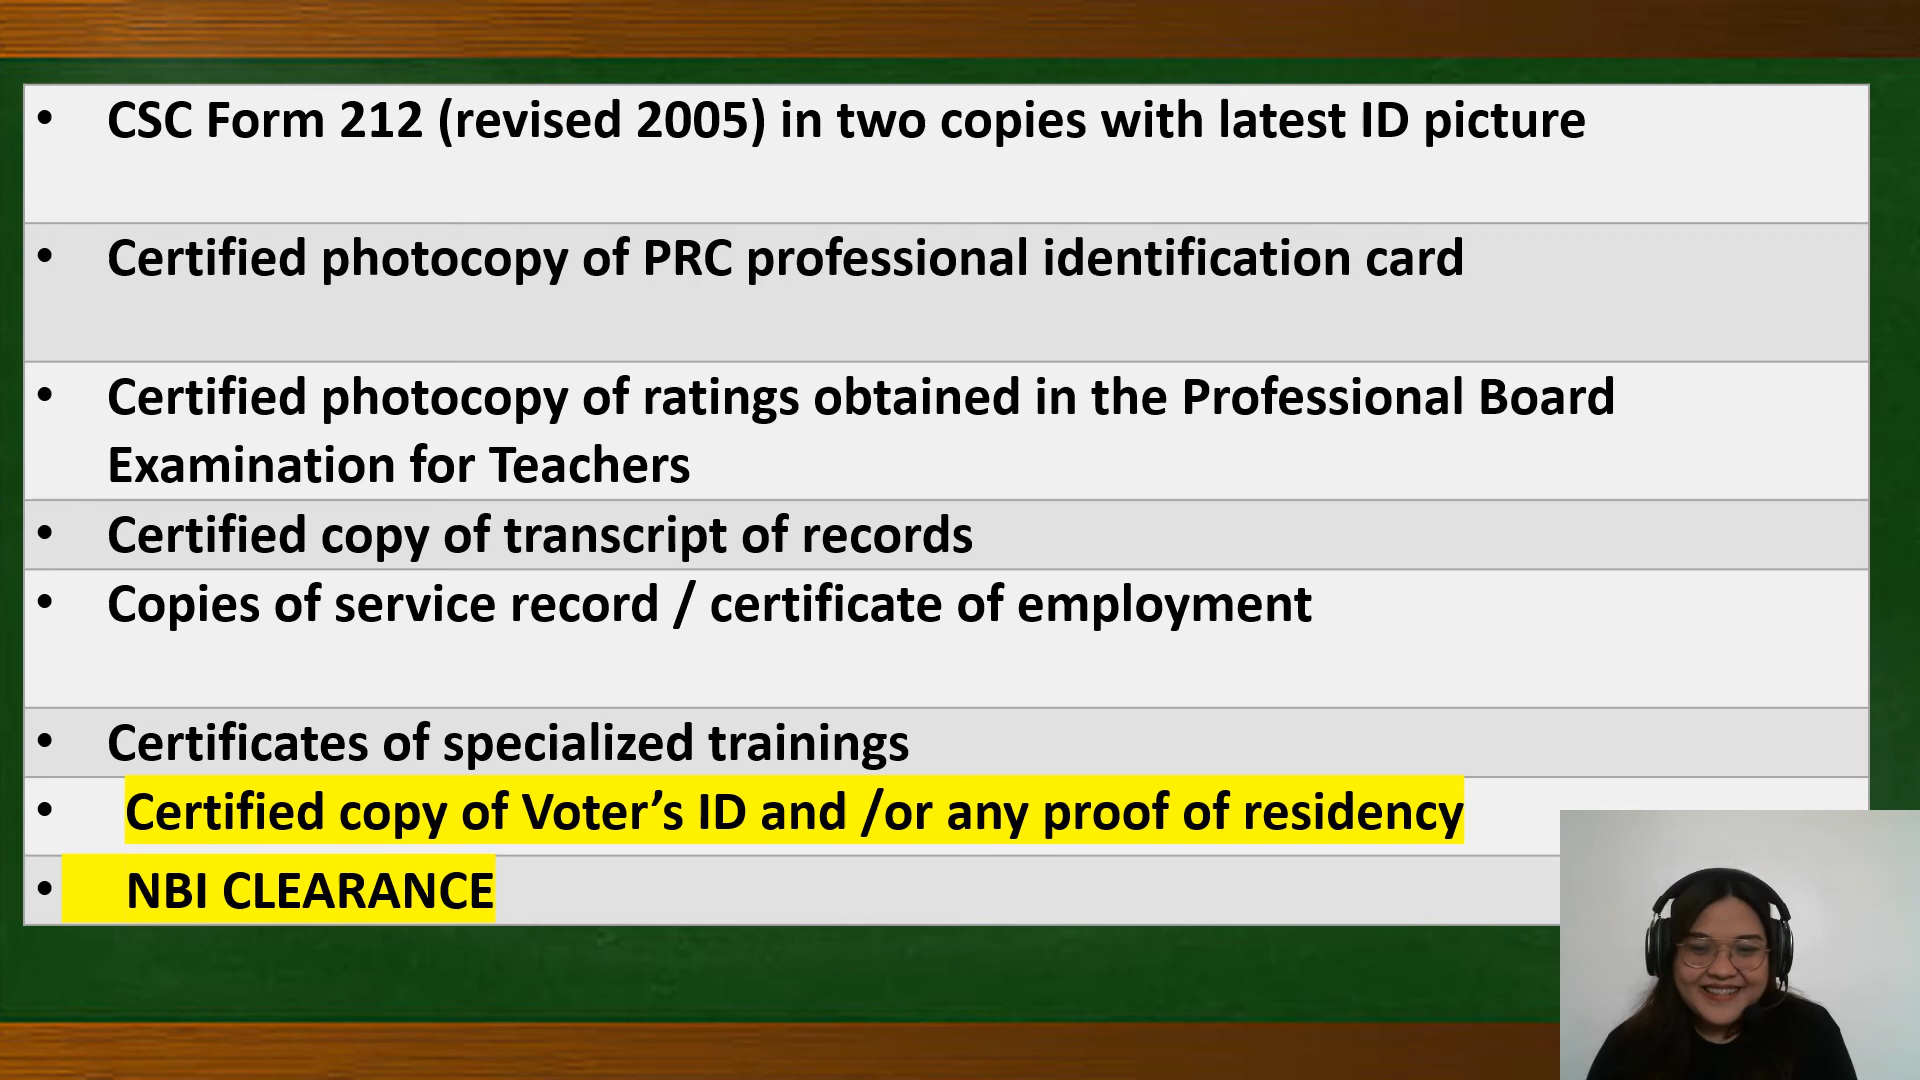 • CSC Form 212 (revised 2005) in two copies with latest ID picture
• Certified photocopy of PRC professional identification card
• Certified photocopy of ratings obtained in the Professional Board
Examination for Teachers
• Certified copy of transcript of records
• Copies of service record / certificate of employment
• Certificates of specialized trainings
• Certified copy of Voter’s ID and /or any proof of residency
• NBI CLEARANCE